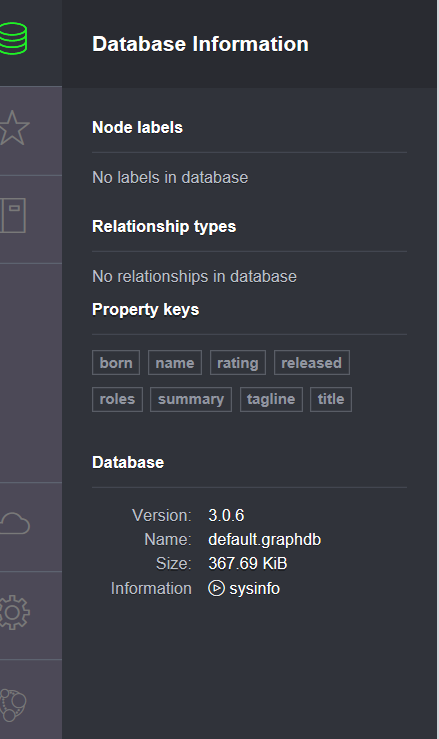 Database Information
Node labels
No labels in database
Relationship types
No relationships in database
Property keys
born name rating released
roles summary tagline title
Database
Version: 3.0.6
Name: default.graphdb
Size: 367.69 KiB
Information sysinfo